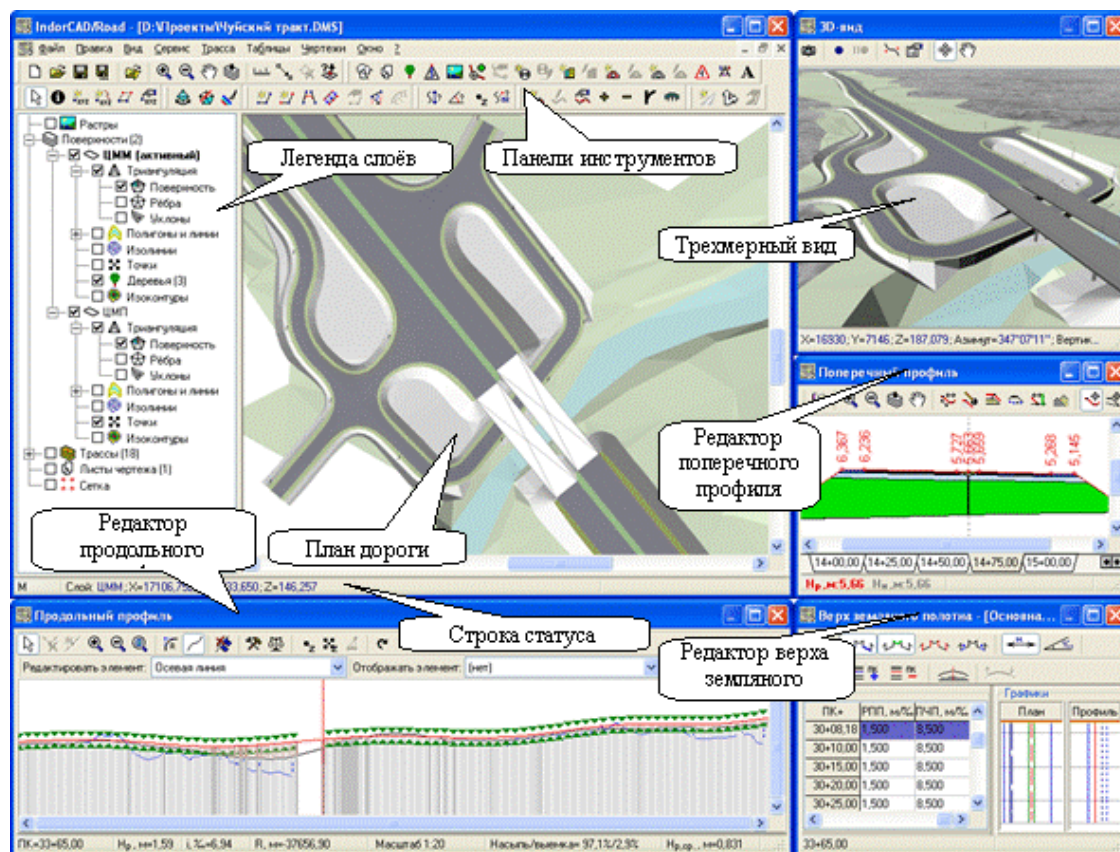 IndorCAD/Road - [D:\Проекты\Чуйский тракт.DMS]
Файл Правка Вид Сервис Трасса Таблицы Чертежи Окно ?
Растры
Поверхности (2)
ЦММ (активный)
Триангуляция
Поверхность
Рёбра
Уклоны
Полигоны и линии
Изолинии
Точки
Деревья (3)
Изоконтуры
ЦМП
Триангуляция
Поверхность
Рёбра
Уклоны
Полигоны и линии
Изолинии
Точки
Изоконтуры
Трассы (18)
Листы чертежа (1)
Сетка
Легенда слоёв
Панели инструментов
План дороги
Редактор
продольного
Строка статуса
M Слой: ЦММ; X=17106,79 33,650; Z=146,257
3D-вид
Трехмерный вид
X=16930; Y=7146; Z=187,079; Азимут=347°07'11"; Вертик...
Поперечный профиль
Редактор
поперечного
профиля
6,367 6,236 5,727 5,699 5,268 5,145
14+00,00 14+25,00 14+50,00 14+75,00 15+00,00
Hр,м:5,66 Hн,м:5,66
Продольный профиль
Редактировать элемент: Осевая линия Отображать элемент: (нет)
ПК=33+65,00 Hр, м=1,59 i,‰=6,94 R, м=-37656,90 Масштаб 1:20 Насыпь/выемка= 97,1%/2,9% Hр.ср., м=0,831
Верх земляного полотна - [Основна...
Редактор верха
земляного
ПК+ РПП, м/‰ ПЧП, м/‰
30+08,18 1,500 8,500
30+10,00 1,500 8,500
30+15,00 1,500 8,500
30+20,00 1,500 8,500
30+25,00 1,500 8,500
Графики
План Профиль
33+65,00